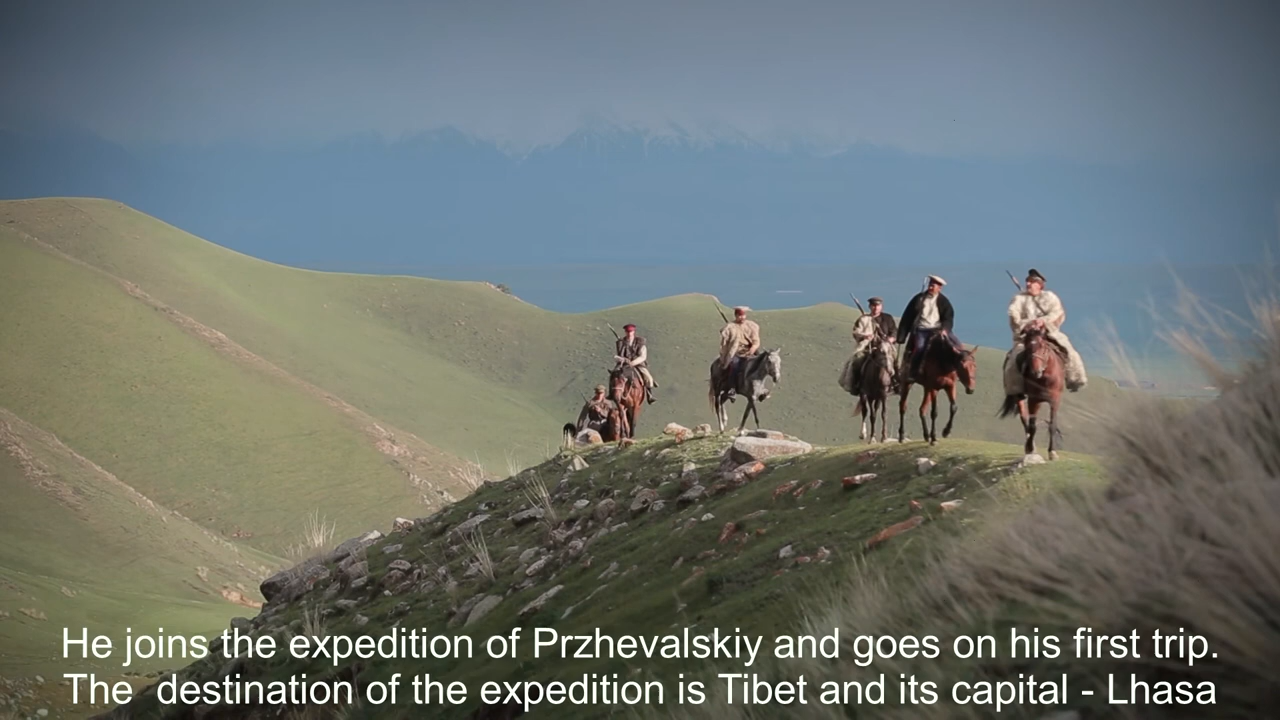 He joins the expedition of Przhevalskiy and goes on his first trip.
The  destination of the expedition is Tibet and its capital - Lhasa